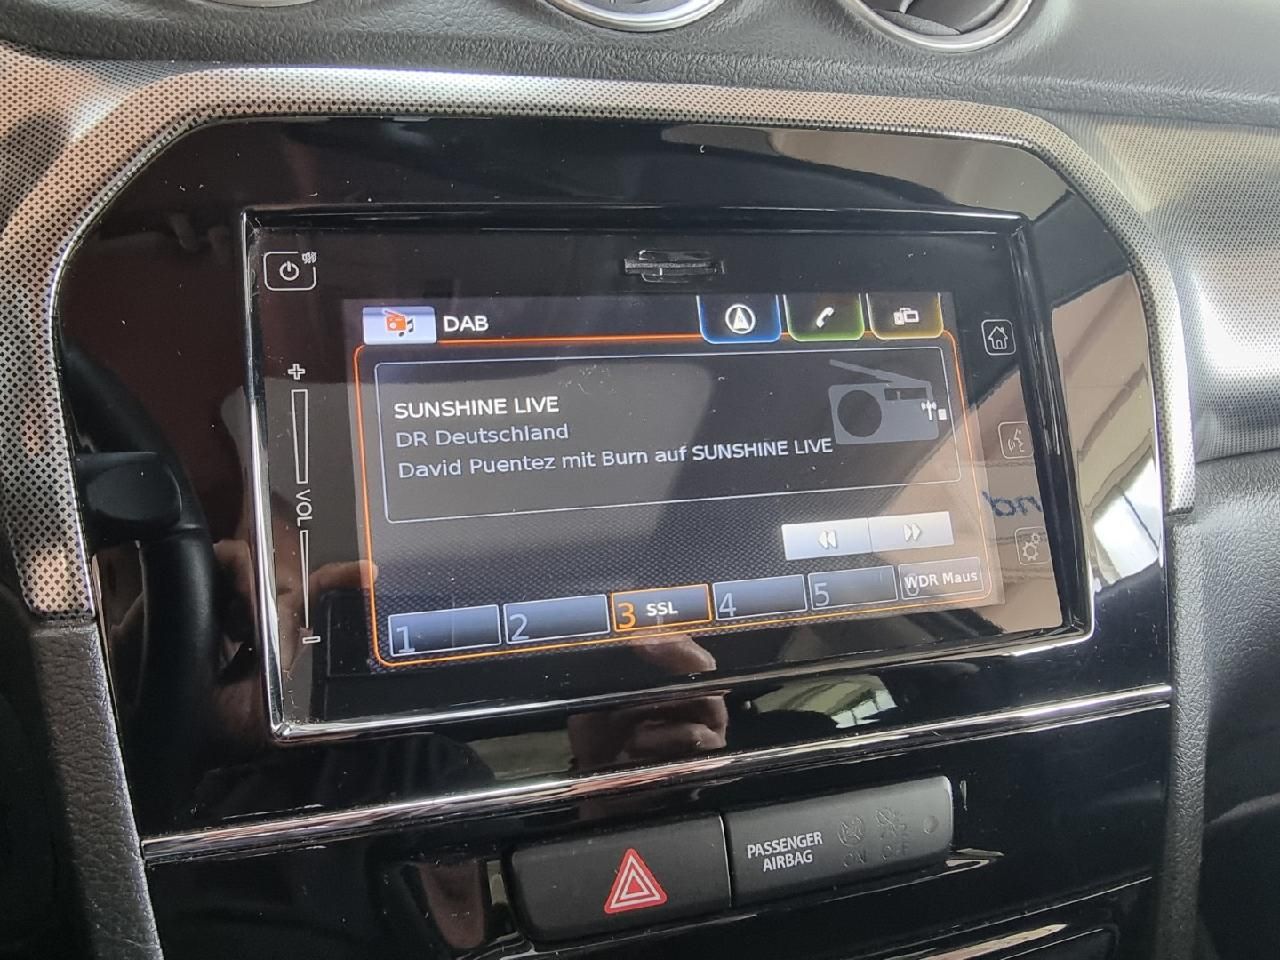 DAB
SUNSHINE LIVE
DR Deutschland
David Puentez mit Burn auf SUNSHINE LIVE
VOL
1
2
3 SSL
4
5
WDR Maus
PASSENGER
AIRBAG
ON OFF